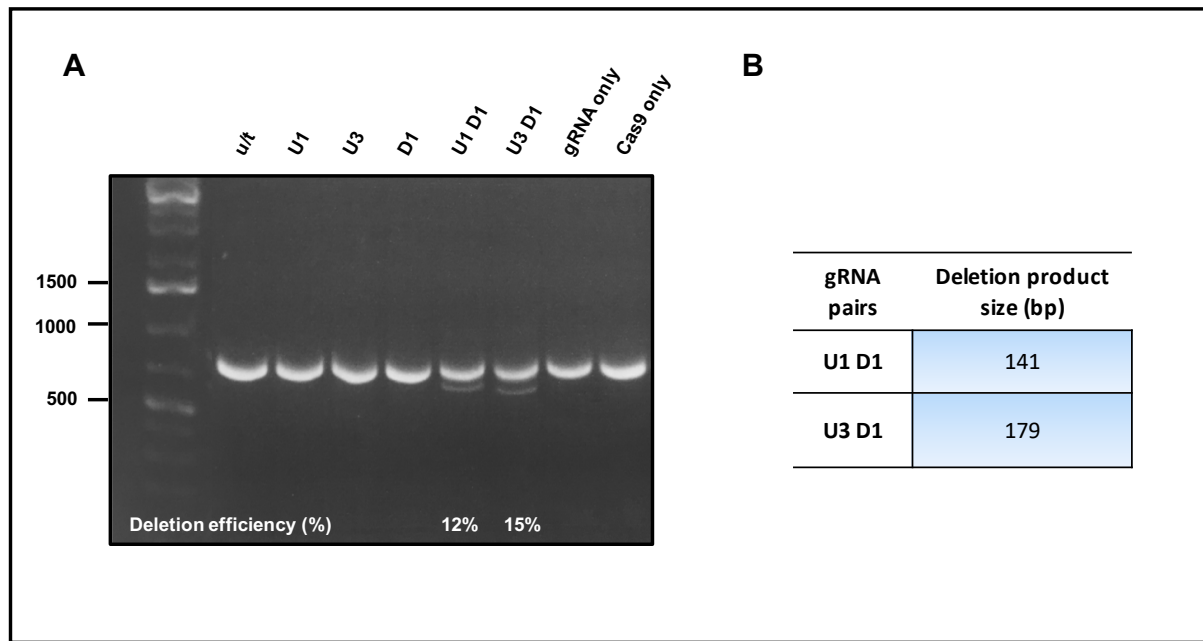 A
B
u/t
U1
U3
D1
U1 D1
U3 D1
gRNA only
Cas9 only
1500
1000
500
Deletion efficiency (%) 12% 15%
gRNA pairs
Deletion product size (bp)
U1 D1 141
U3 D1 179